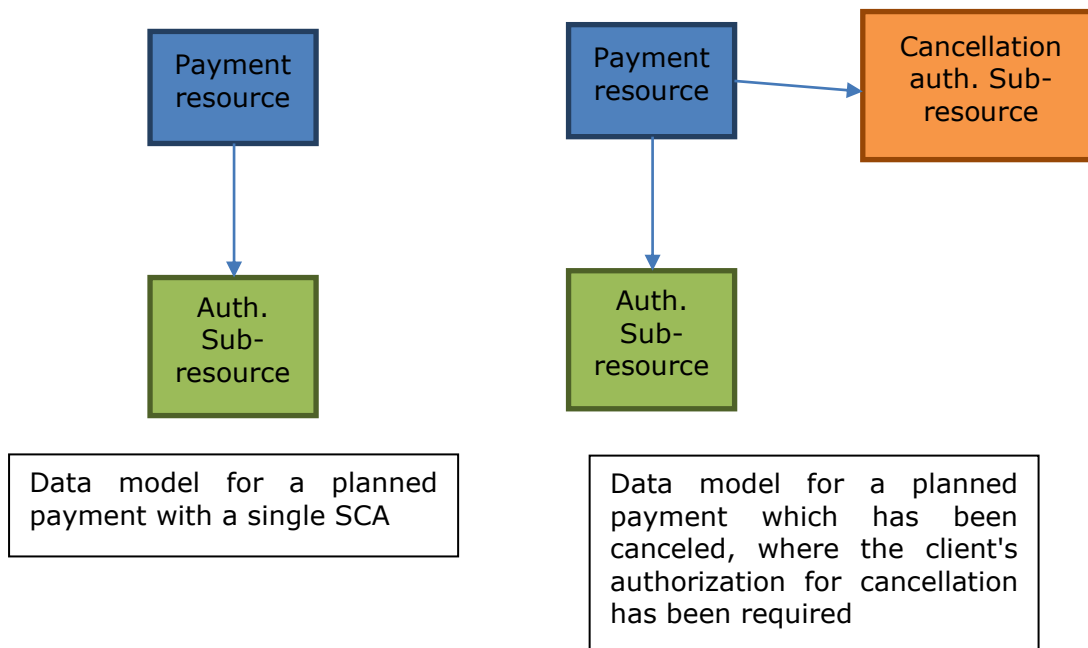 Payment
resource
Auth.
Sub-
resource
Data model for a planned
payment with a single SCA
Payment
resource
Cancellation
auth. Sub-
resource
Auth.
Sub-
resource
Data model for a planned
payment which has been
canceled, where the client's
authorization for cancellation
has been required